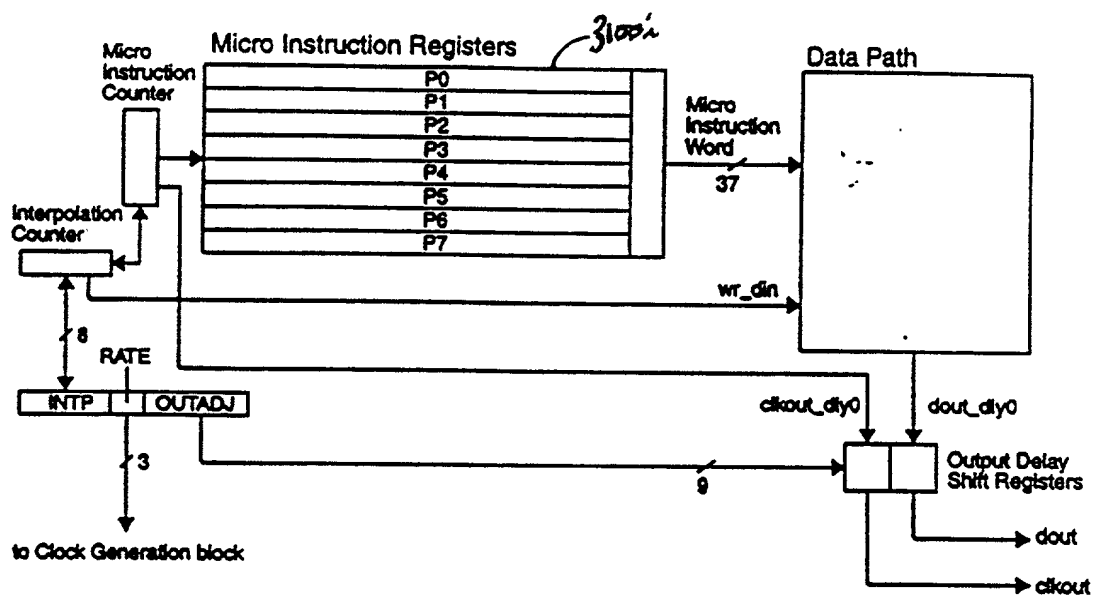 Micro
Instruction
Counter
Micro Instruction Registers
Data Path
P0
P1
P2
P3
P4
P5
P6
P7
Micro
Instruction
Word
37
Interpolation
Counter
wr_din
6
RATE
INTP
OUTADJ
clkout_dly0
dout_dly0
3
9
Output Delay
Shift Registers
to Clock Generation block
dout
clkout